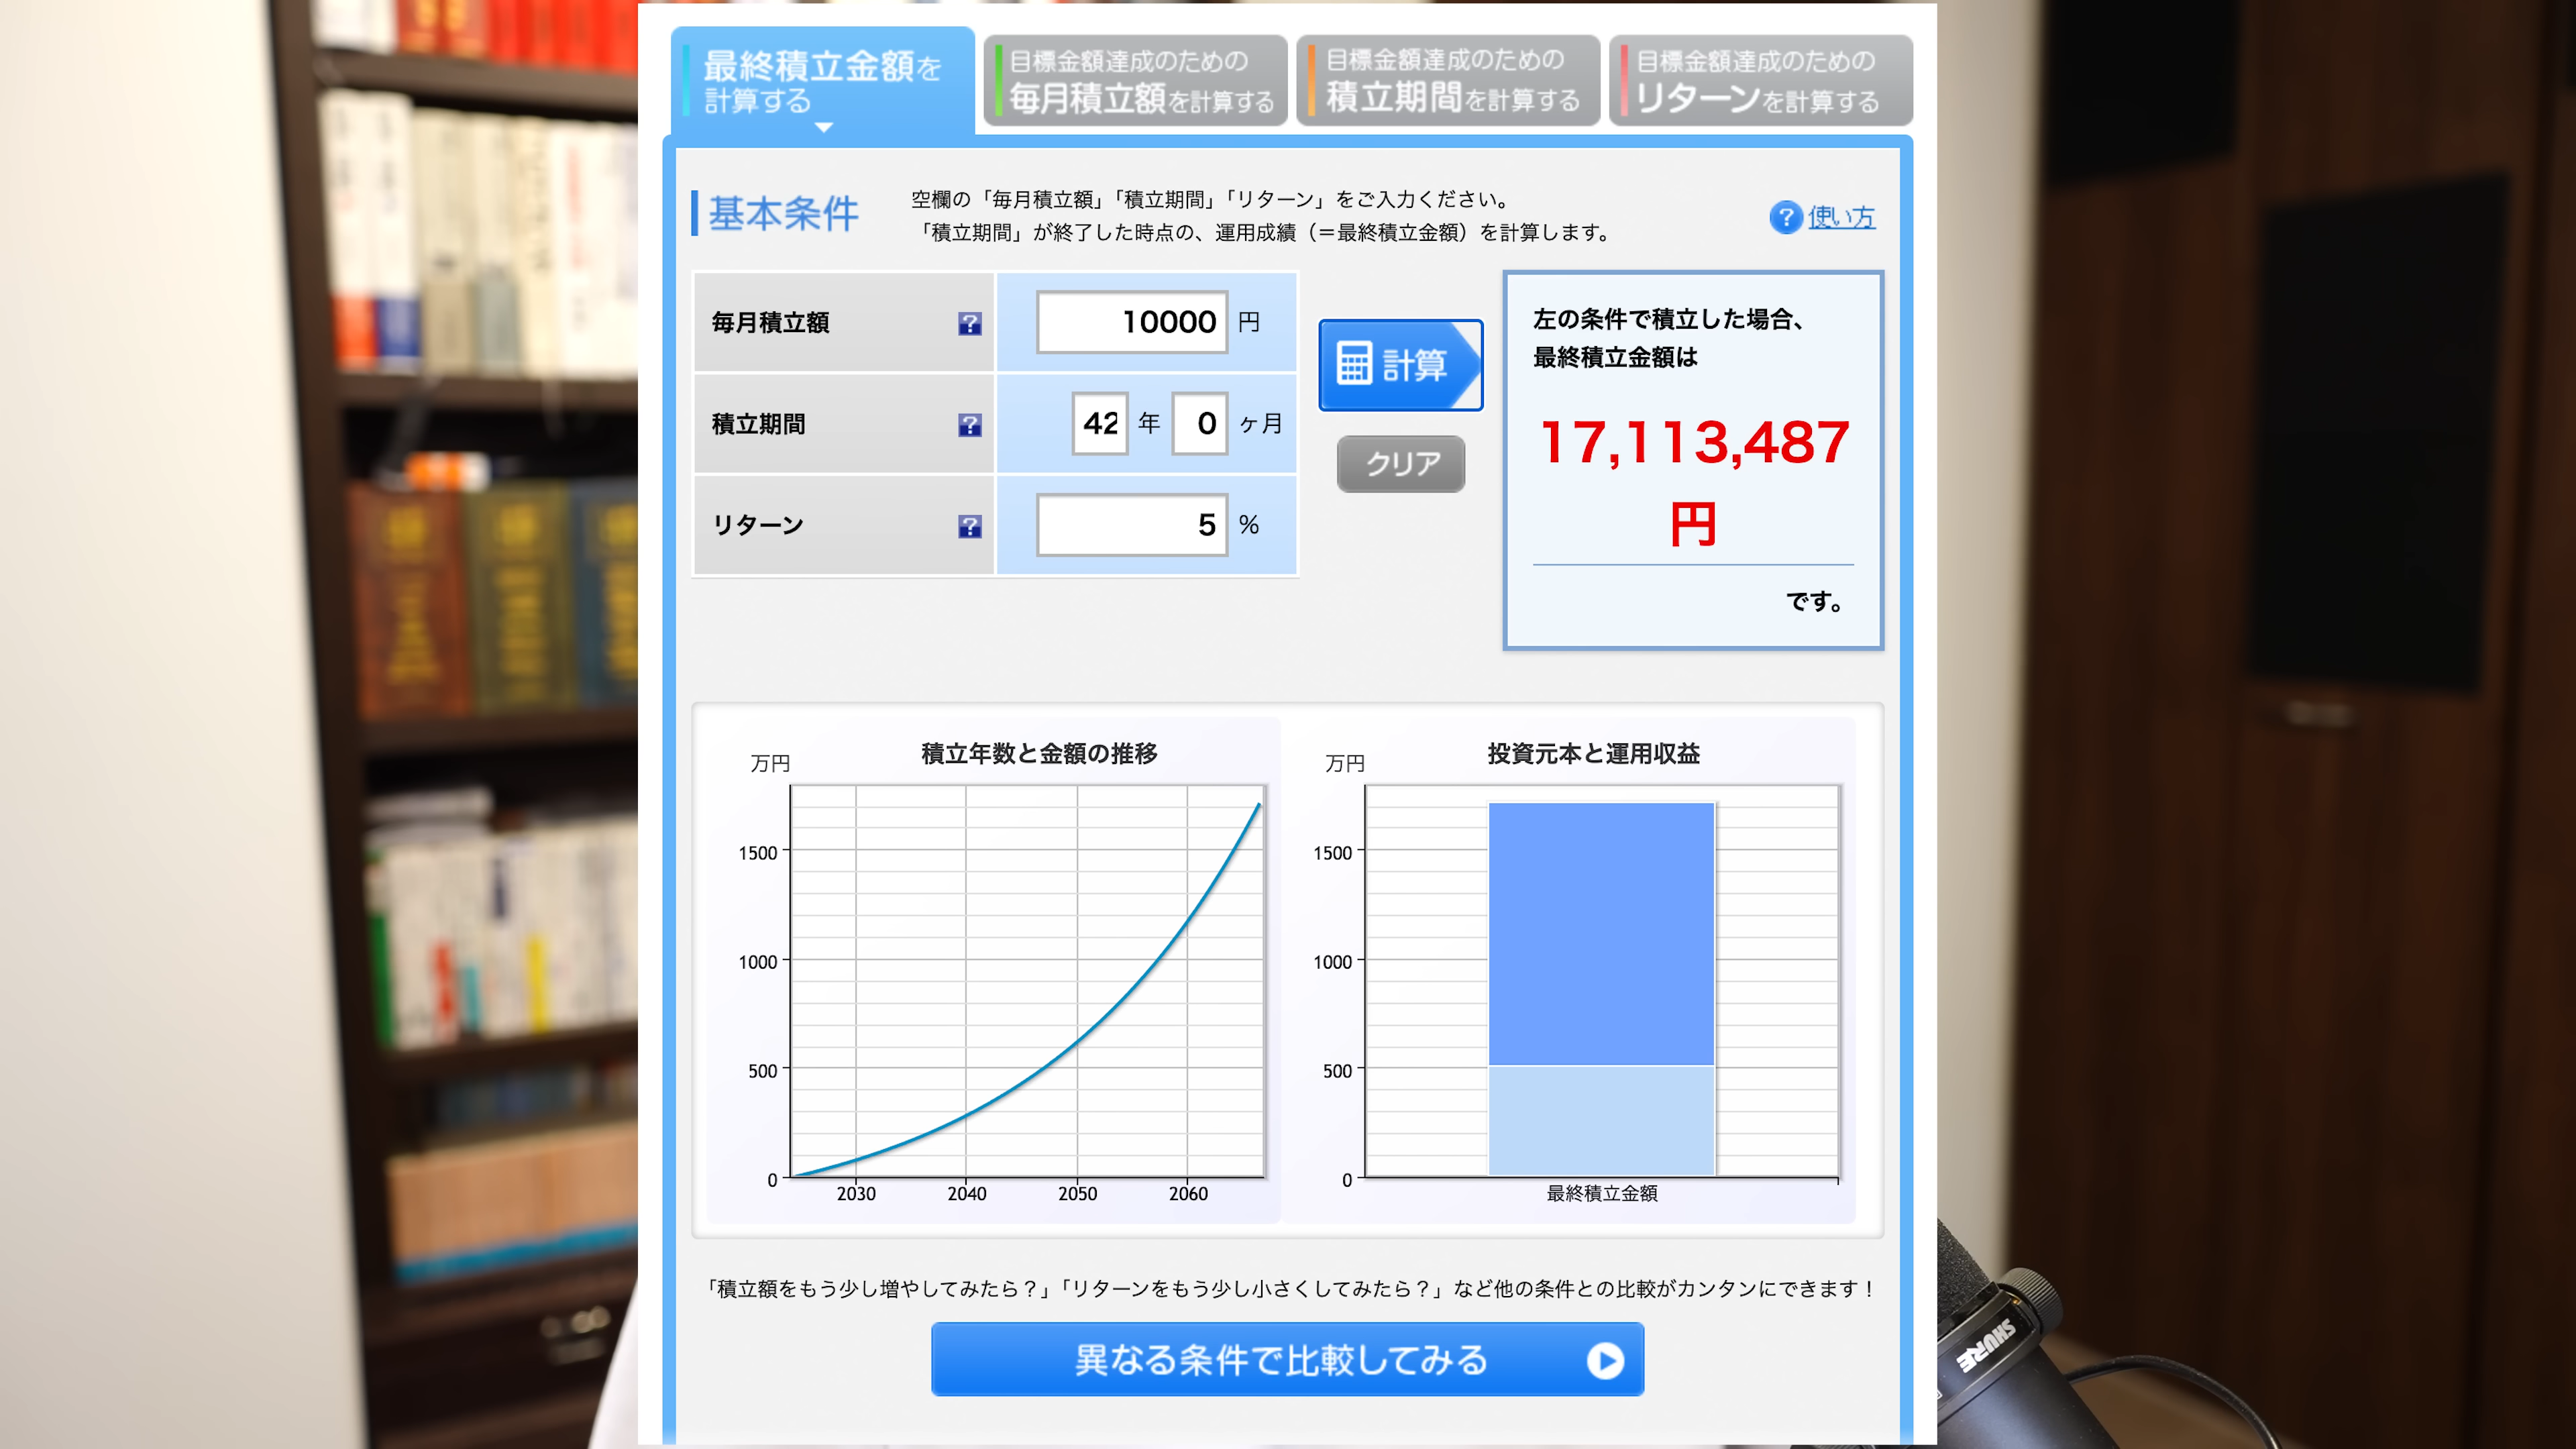 最終積立金額を
計算する
目標金額達成のための
毎月積立額を計算する
目標金額達成のための
積立期間を計算する
目標金額達成のための
リターンを計算する
基本条件
空欄の「毎月積立額」「積立期間」「リターン」をご入力ください。
「積立期間」が終了した時点の、運用成績（＝最終積立金額）を計算します。
? 使い方
毎月積立額 ? 10000 円
積立期間 ? 42 年 0 ヶ月
リターン ? 5 %
計算
クリア
左の条件で積立した場合、
最終積立金額は
17,113,487
円
です。
積立年数と金額の推移
万円
1500
1000
500
0
2030 2040 2050 2060
投資元本と運用収益
万円
1500
1000
500
0
最終積立金額
「積立額をもう少し増やしてみたら？」「リターンをもう少し小さくしてみたら？」など他の条件との比較がカンタンにできます！
異なる条件で比較してみる
SHURE